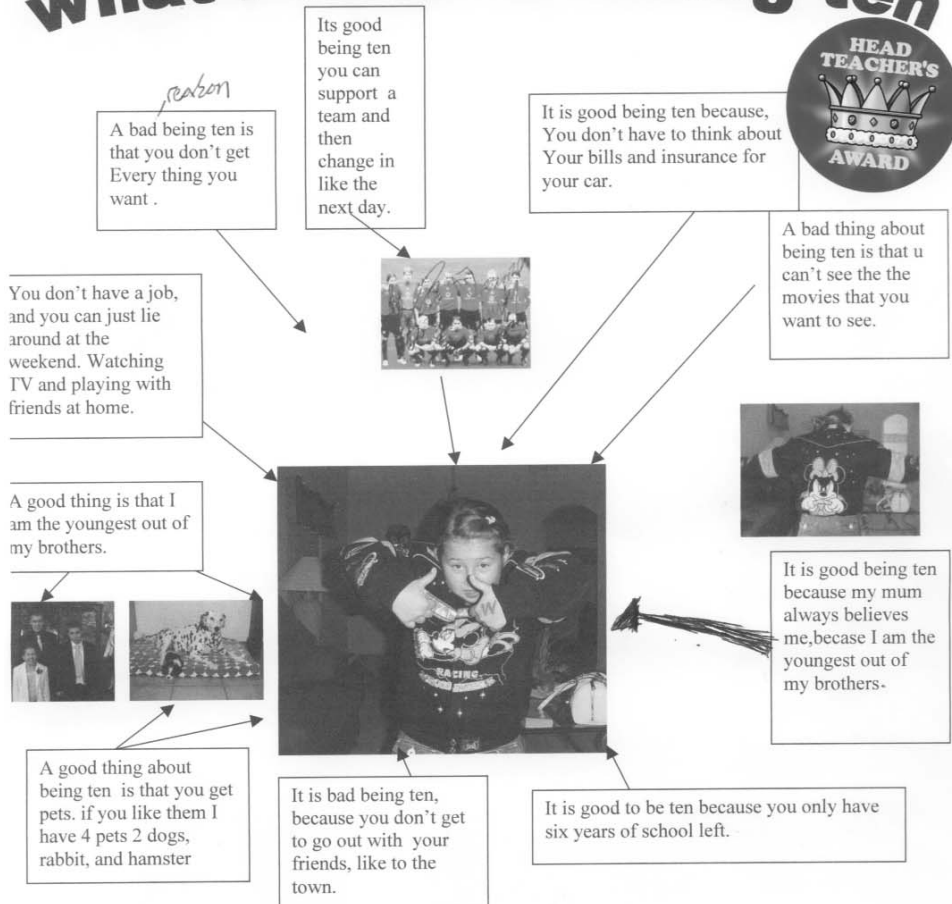 what
ten
Its good
being ten
you can
support a
team and
then
change in
like the
next day.
HEAD
TEACHER'S
AWARD
, reason
A bad being ten is
that you don't get
Every thing you
want .
It is good being ten because,
You don't have to think about
Your bills and insurance for
your car.
A bad thing about
being ten is that u
can't see the the
movies that you
want to see.
You don't have a job,
and you can just lie
around at the
weekend. Watching
TV and playing with
friends at home.
A good thing is that I
am the youngest out of
my brothers.
W
RACING
It is good being ten
because my mum
always believes
me,becase I am the
youngest out of
my brothers.
A good thing about
being ten is that you get
pets. if you like them I
have 4 pets 2 dogs,
rabbit, and hamster
It is bad being ten,
because you don't get
to go out with your
friends, like to the
town.
It is good to be ten because you only have
six years of school left.